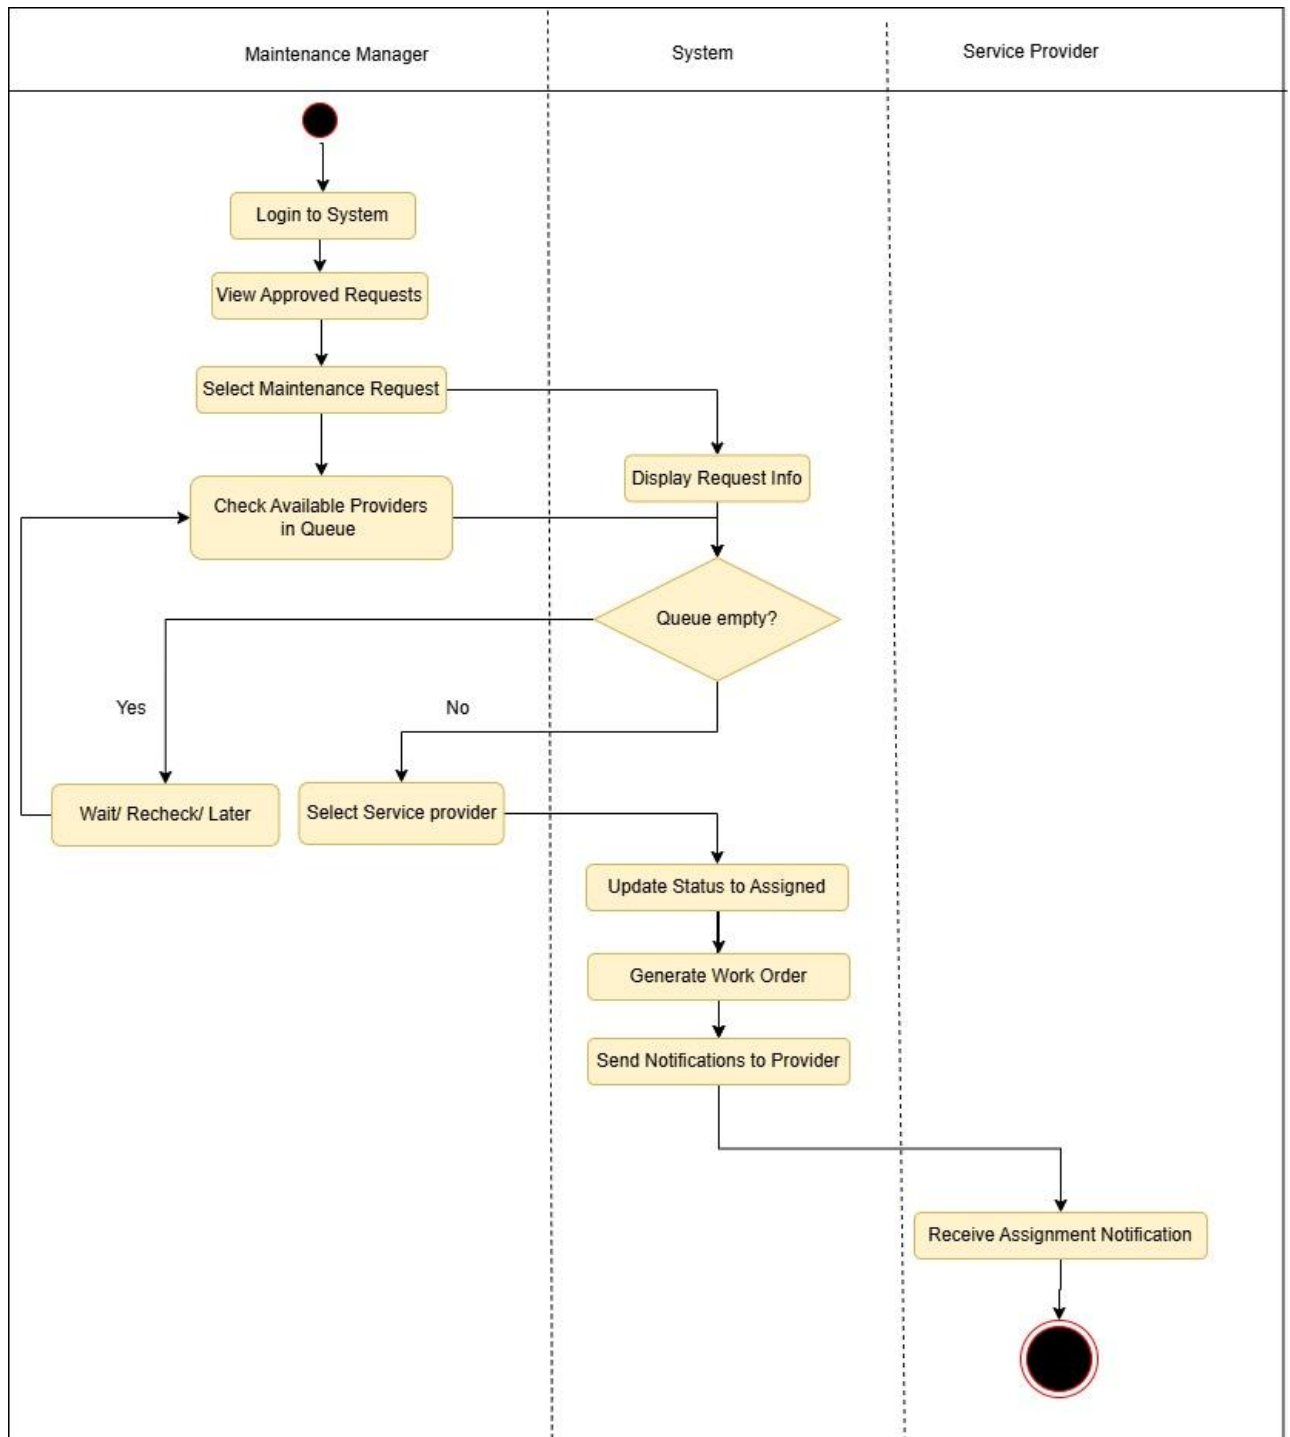 Maintenance Manager
System
Service Provider
Login to System
View Approved Requests
Select Maintenance Request
Display Request Info
Check Available Providers
in Queue
Queue empty?
Yes
No
Wait/ Recheck/ Later
Select Service provider
Update Status to Assigned
Generate Work Order
Send Notifications to Provider
Receive Assignment Notification